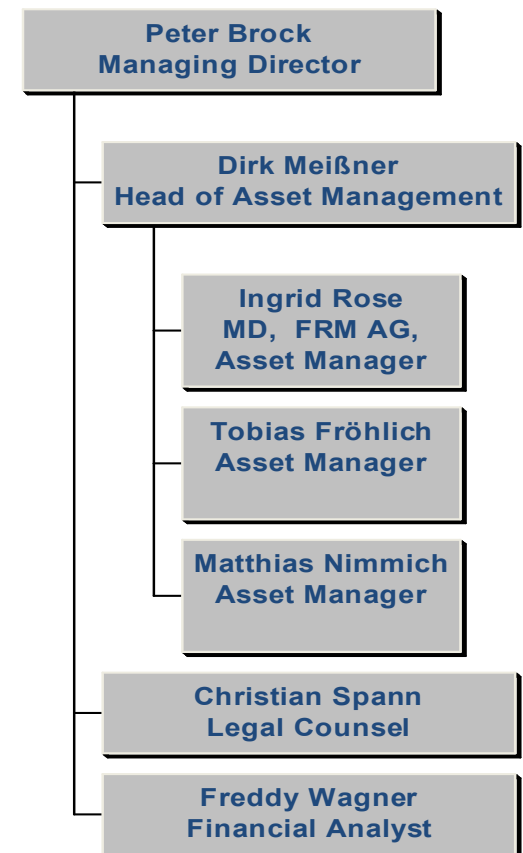 Peter Brock
Managing Director
Dirk Meißner
Head of Asset Management
Ingrid Rose
MD, FRM AG,
Asset Manager
Tobias Fröhlich
Asset Manager
Matthias Nimmich
Asset Manager
Christian Spann
Legal Counsel
Freddy Wagner
Financial Analyst